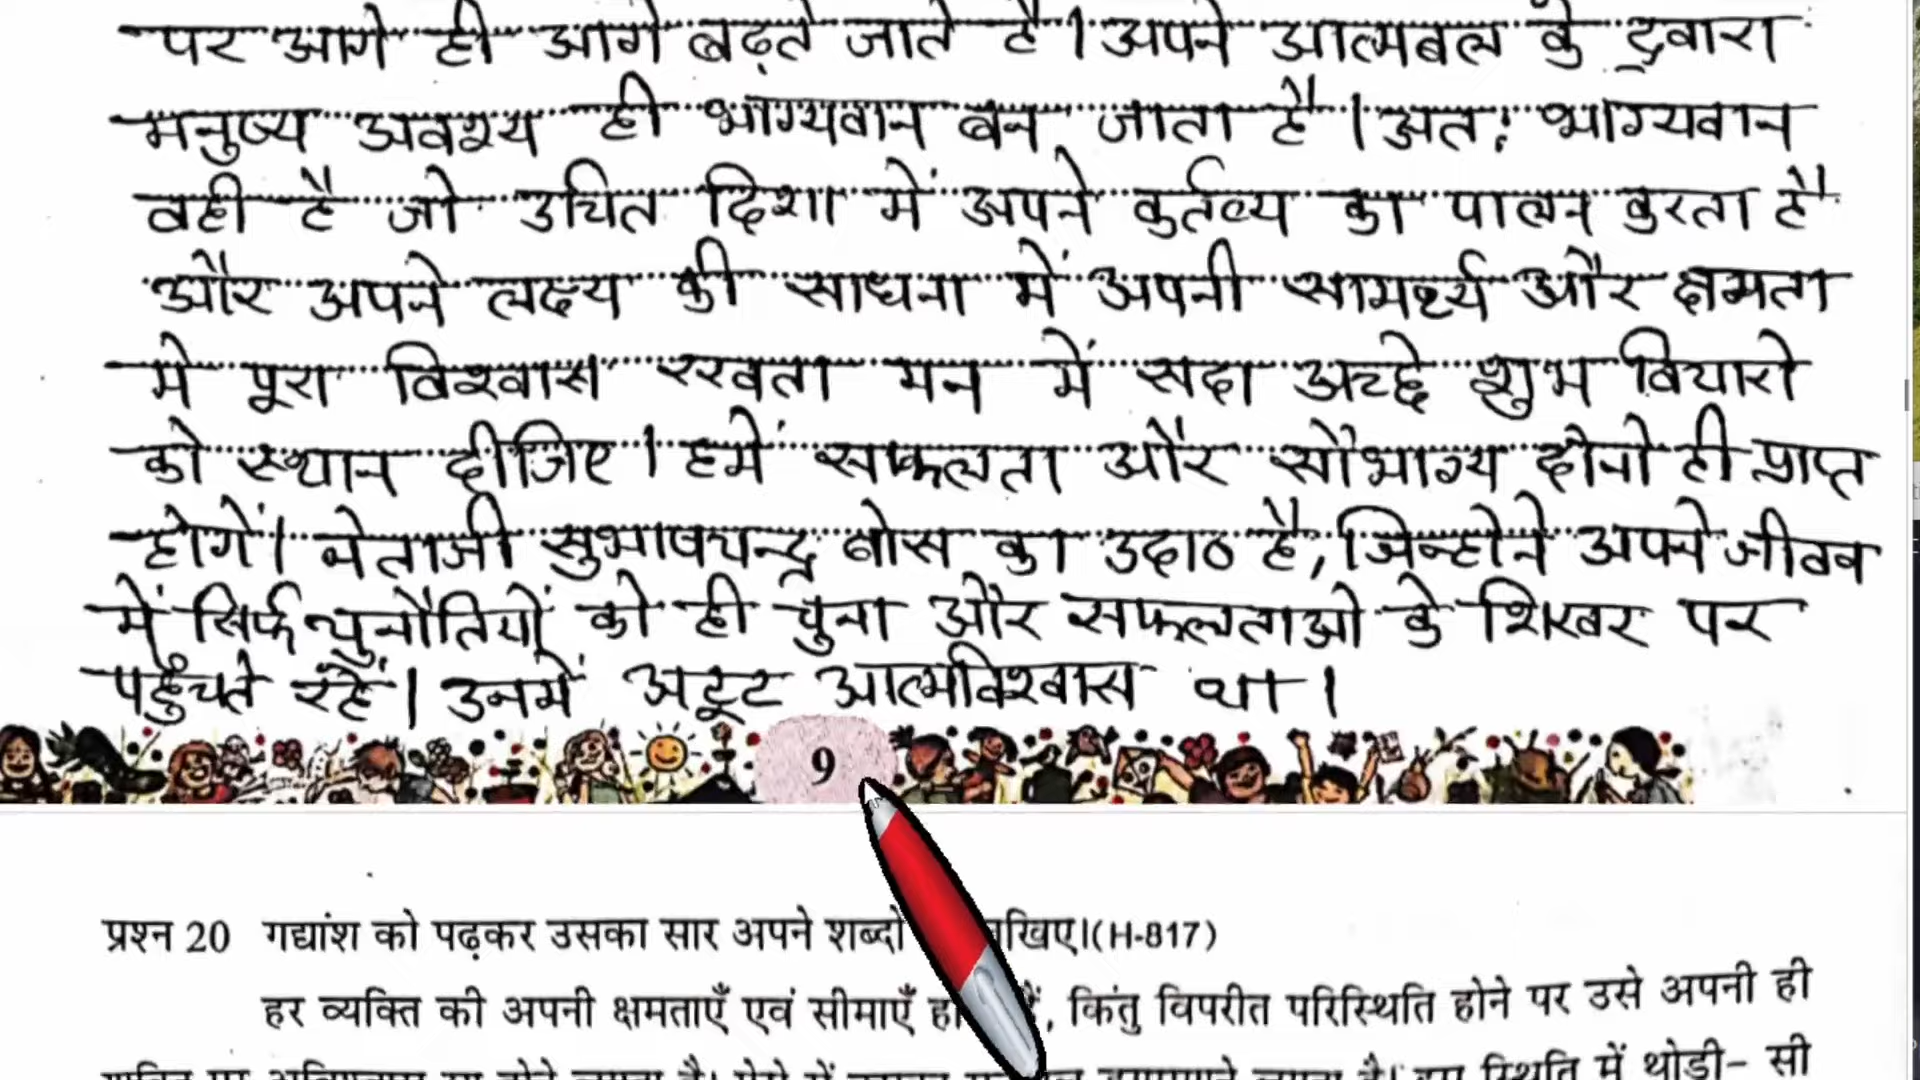 पर आगे ही आगे बढ़ते जाते है । अपने आत्मबल के द्वारा
मनुष्य अवश्य ही भाग्यवान बन जाता है । अत: भाग्यवान
वही है जो उचित दिशा में अपने कर्तव्य का पालन करता है
और अपने लक्ष्य की साधना में अपनी सामर्थ्य और क्षमता
मे पूरा विश्वास रखता मन में सदा अच्छे शुभ विचारो
को स्थान दीजिए । हमें सफलता और सौभाग्य दोनो ही प्राप्त
होगें। नेताजी सुभाषचन्द्र बोस का उदा० है, जिन्होने अपने जीवन
में सिर्फ चुनौतियों को ही चुना और सफलताओ के शिखर पर
पहुँचते रहें। उनमें अटूट आत्मविश्वास था ।
9
प्रश्न 20 गद्यांश को पढ़कर उसका सार अपने शब्दो खिए।(H-817)
हर व्यक्ति की अपनी क्षमताएँ एवं सीमाएँ किंतु विपरीत परिस्थिति होने पर उसे अपनी ही
स्थिति में थोड़ी- सी